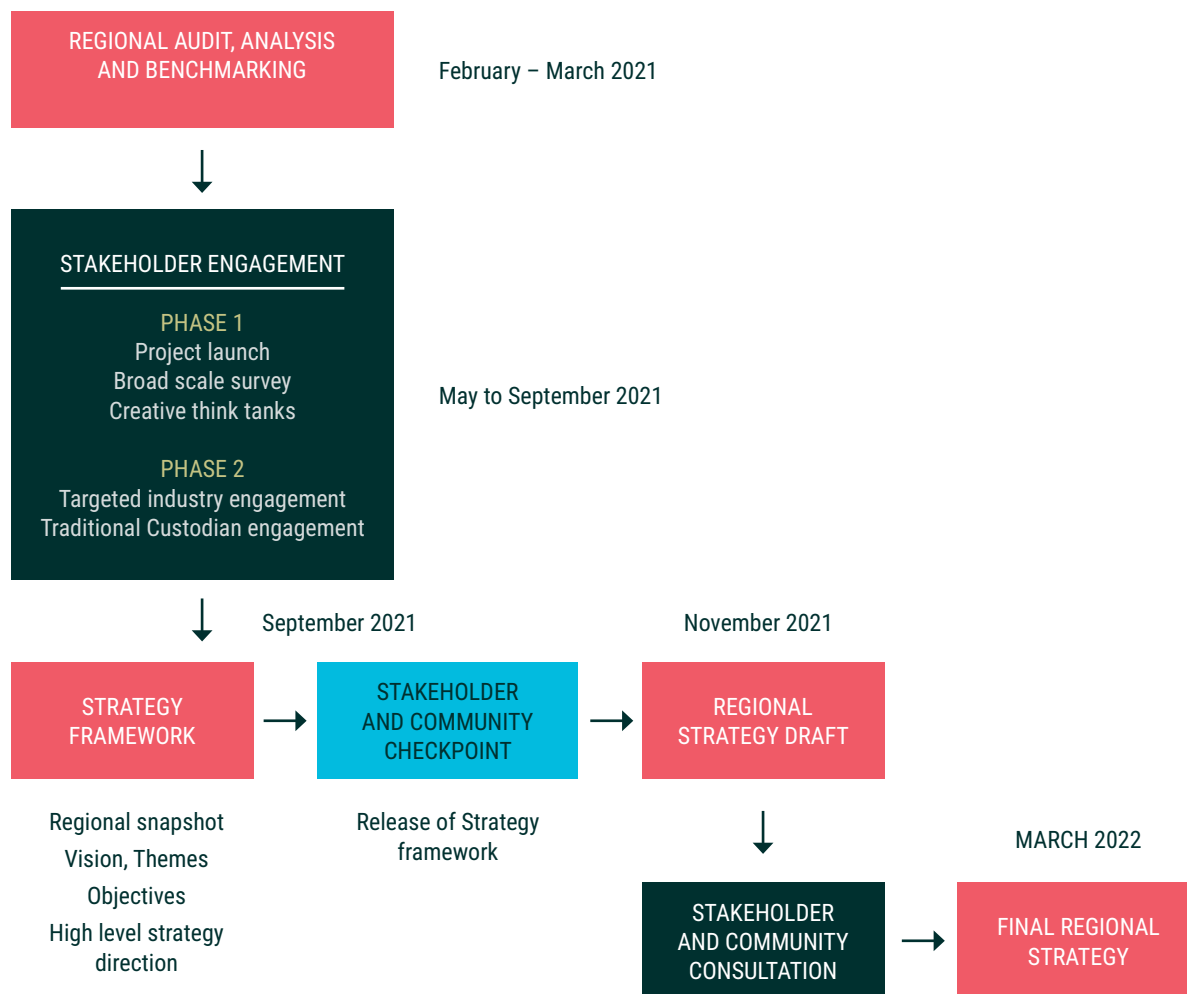 REGIONAL AUDIT, ANALYSIS
AND BENCHMARKING
February – March 2021
STAKEHOLDER ENGAGEMENT
PHASE 1
Project launch
Broad scale survey
Creative think tanks
May to September 2021
PHASE 2
Targeted industry engagement
Traditional Custodian engagement
September 2021
November 2021
STRATEGY
FRAMEWORK
STAKEHOLDER
AND COMMUNITY
CHECKPOINT
REGIONAL
STRATEGY DRAFT
Regional snapshot
Vision, Themes
Objectives
High level strategy
direction
Release of Strategy
framework
MARCH 2022
STAKEHOLDER
AND COMMUNITY
CONSULTATION
FINAL REGIONAL
STRATEGY